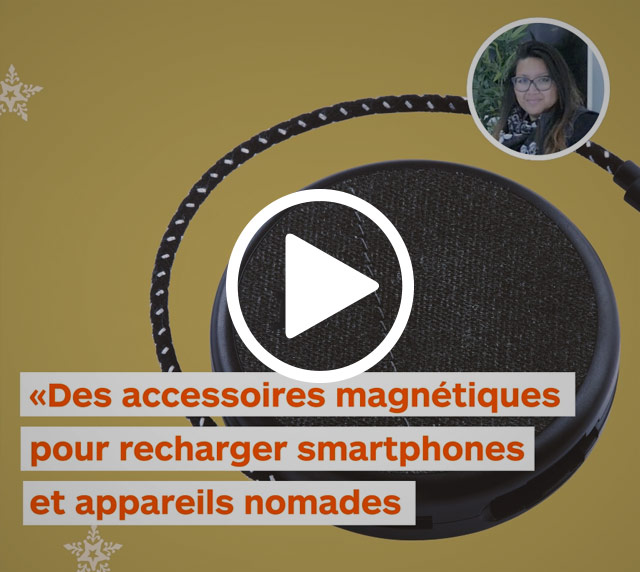 «Des accessoires magnétiques
pour recharger smartphones
et appareils nomades